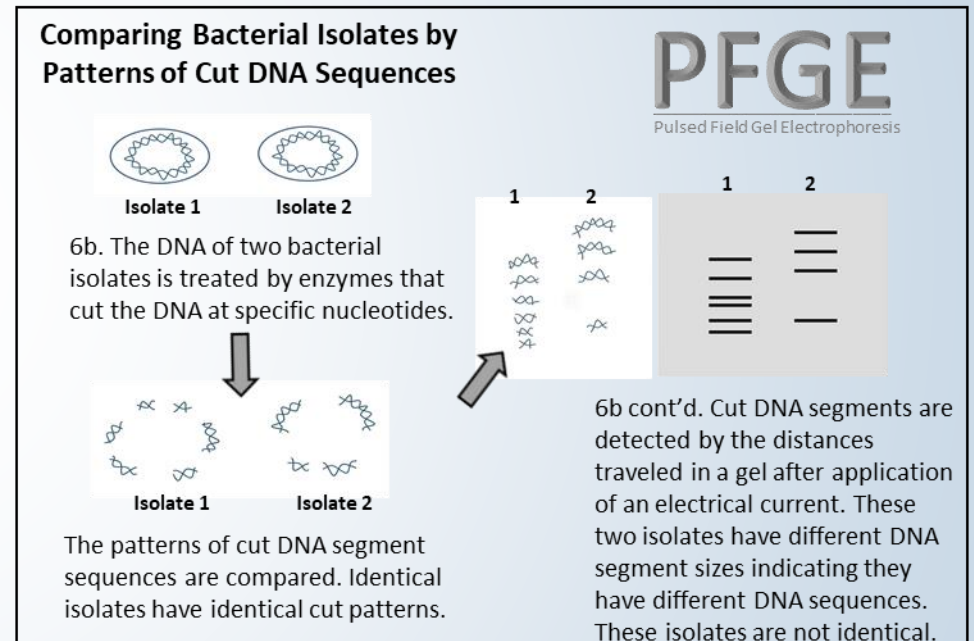 Comparing Bacterial Isolates by
Patterns of Cut DNA Sequences
PFGE
Pulsed Field Gel Electrophoresis
Isolate 1
Isolate 2
6b. The DNA of two bacterial
isolates is treated by enzymes that
cut the DNA at specific nucleotides.
Isolate 1
Isolate 2
The patterns of cut DNA segment
sequences are compared. Identical
isolates have identical cut patterns.
1
2
1
2
6b cont’d. Cut DNA segments are
detected by the distances
traveled in a gel after application
of an electrical current. These
two isolates have different DNA
segment sizes indicating they
have different DNA sequences.
These isolates are not identical.